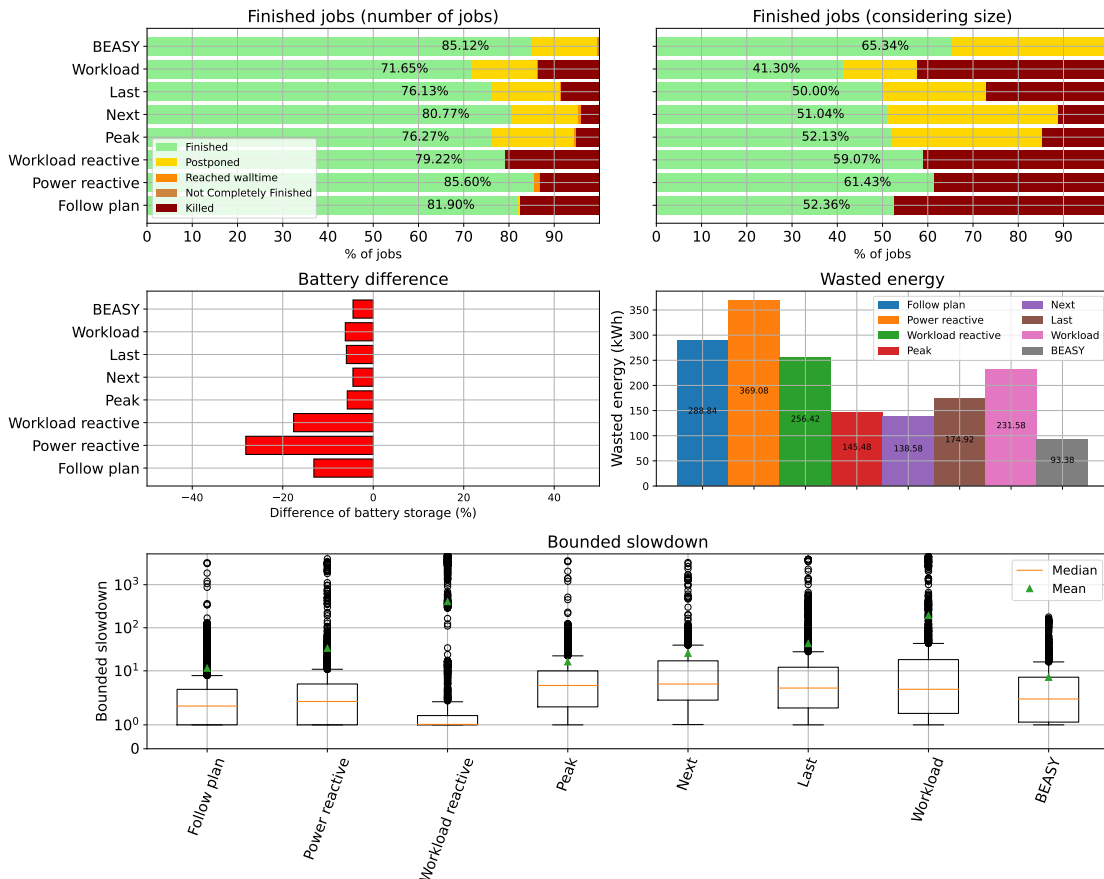 Finished jobs (number of jobs)
BEASY
85.12%
Workload
71.65%
Last
76.13%
Next
80.77%
Peak
76.27%
Workload reactive
79.22%
Power reactive
85.60%
Follow plan
81.90%
Finished
Postponed
Reached walltime
Not Completely Finished
Killed
0 10 20 30 40 50 60 70 80 90
% of jobs
Finished jobs (considering size)
65.34%
41.30%
50.00%
51.04%
52.13%
59.07%
61.43%
52.36%
0 10 20 30 40 50 60 70 80 90
% of jobs
Battery difference
BEASY
Workload
Last
Next
Peak
Workload reactive
Power reactive
Follow plan
−40 −20 0 20 40
Difference of battery storage (%)
Wasted energy
Wasted energy (kWh)
350
300
250
200
150
100
50
0
Follow plan
Power reactive
Workload reactive
Peak
Next
Last
Workload
BEASY
288.84
369.08
256.42
145.48
138.58
174.92
231.58
93.38
Bounded slowdown
Bounded slowdown
10³
10²
10¹
10⁰
0
Median
Mean
Follow plan
Power reactive
Workload reactive
Peak
Next
Last
Workload
BEASY